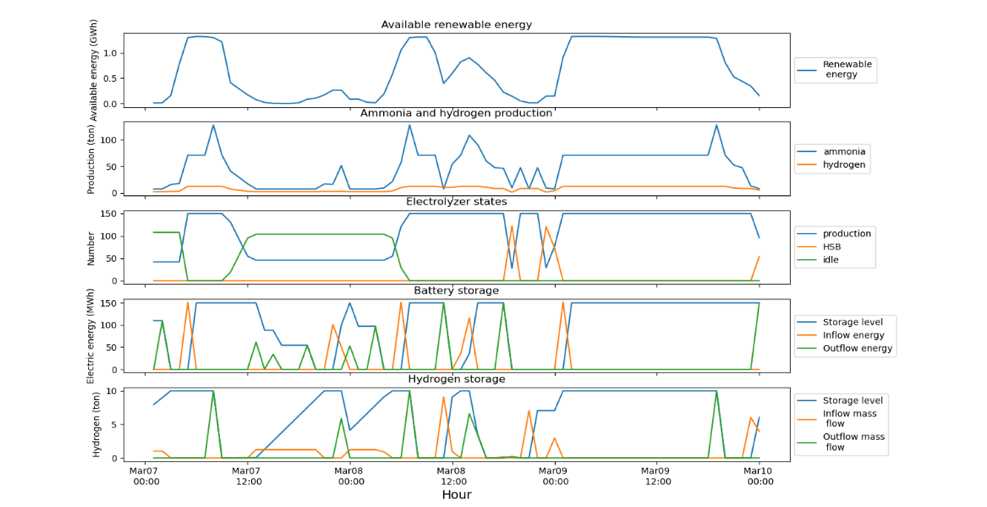 Available renewable energy
Available energy (GWh)
1.0
0.5
0.0
Renewable
energy
Ammonia and hydrogen production
Production (ton)
100
50
0
ammonia
hydrogen
Electrolyzer states
Number
150
100
50
0
production
HSB
idle
Battery storage
Electric energy (MWh)
150
100
50
0
Storage level
Inflow energy
Outflow energy
Hydrogen storage
Hydrogen (ton)
10
5
0
Storage level
Inflow mass
flow
Outflow mass
flow
Mar07 Mar07 Mar08 Mar08 Mar09 Mar09 Mar10
00:00 12:00 00:00 12:00 00:00 12:00 00:00
Hour